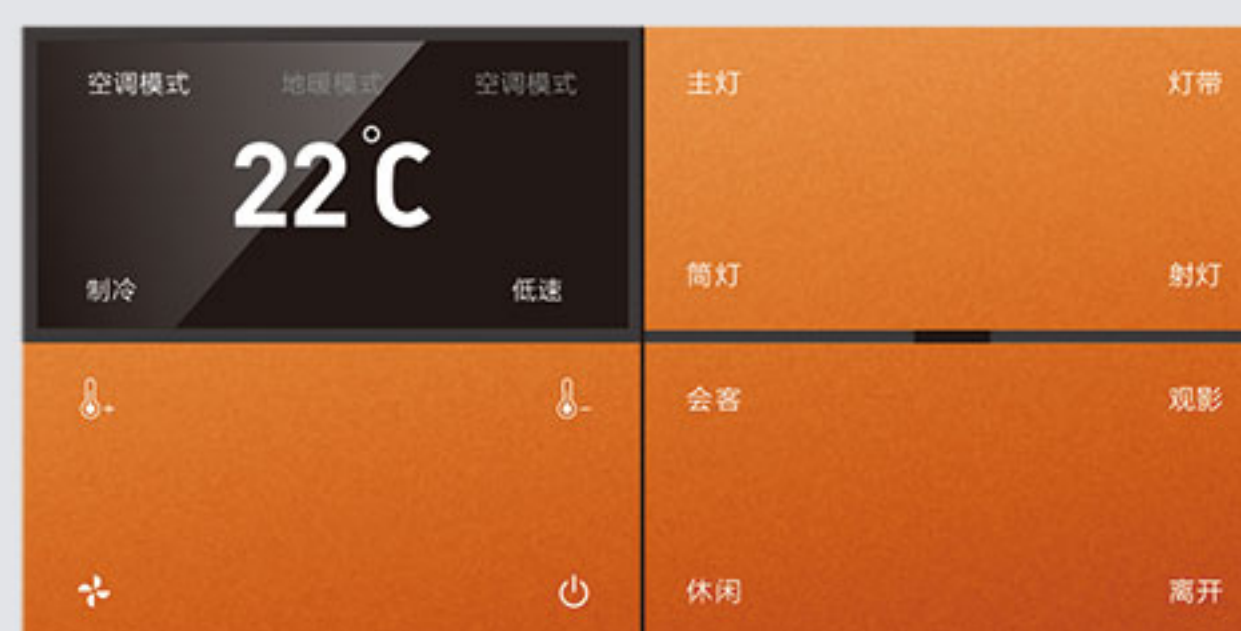 空调模式 地暖模式 空调模式
22°C
制冷 低速
主灯 灯带
筒灯 射灯
会客 观影
休闲 离开